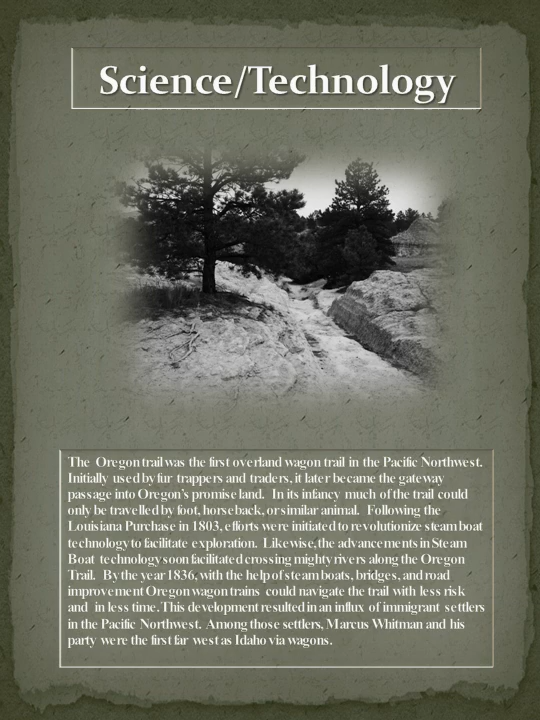 Science/Technology
The Oregon trail was the first overland wagon trail in the Pacific Northwest.
Initially used by fur trappers and traders, it later became the gateway
passage into Oregon's promise land. In its infancy much of the trail could
only be travelled by foot, horseback, or similar animal. Following the
Louisiana Purchase in 1803, efforts were initiated to revolutionize steam boat
technology to facilitate exploration. Likewise, the advancements in Steam
Boat technology soon facilitated crossing mighty rivers along the Oregon
Trail. By the year 1836, with the help of steam boats, bridges, and road
improvement Oregon wagon trains could navigate the trail with less risk
and in less time. This development resulted in an influx of immigrant settlers
in the Pacific Northwest. Among those settlers, Marcus Whitman and his
party were the first far west as Idaho via wagons.